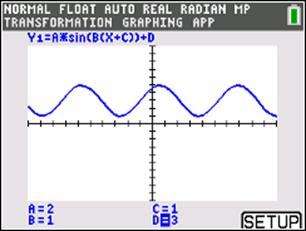 NORMAL FLOAT AUTO REAL RADIAN MP
TRANSFORMATION GRAPHING APP
Y1=A*sin(B(X+C))+D
A=2 C=1
B=1 D=3
SETUP